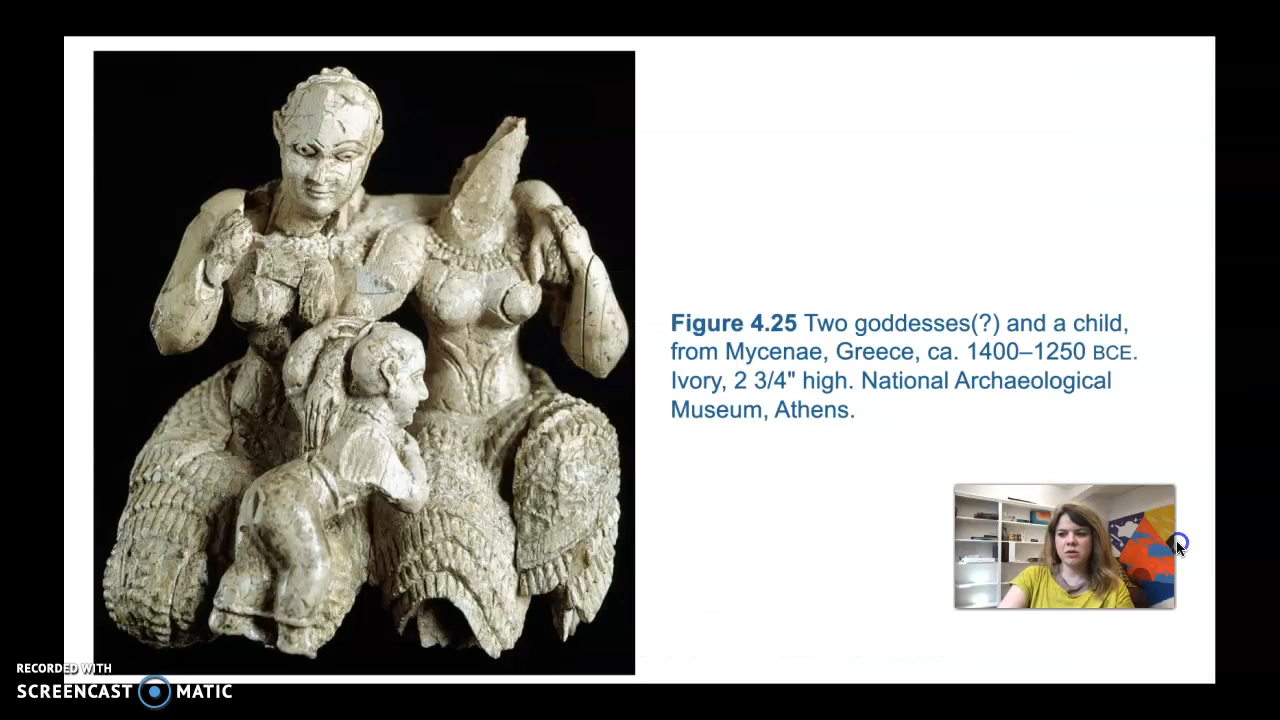 Figure 4.25 Two goddesses(?) and a child,
from Mycenae, Greece, ca. 1400–1250 BCE.
Ivory, 2 3/4" high. National Archaeological
Museum, Athens.
RECORDED WITH
SCREENCAST MATIC